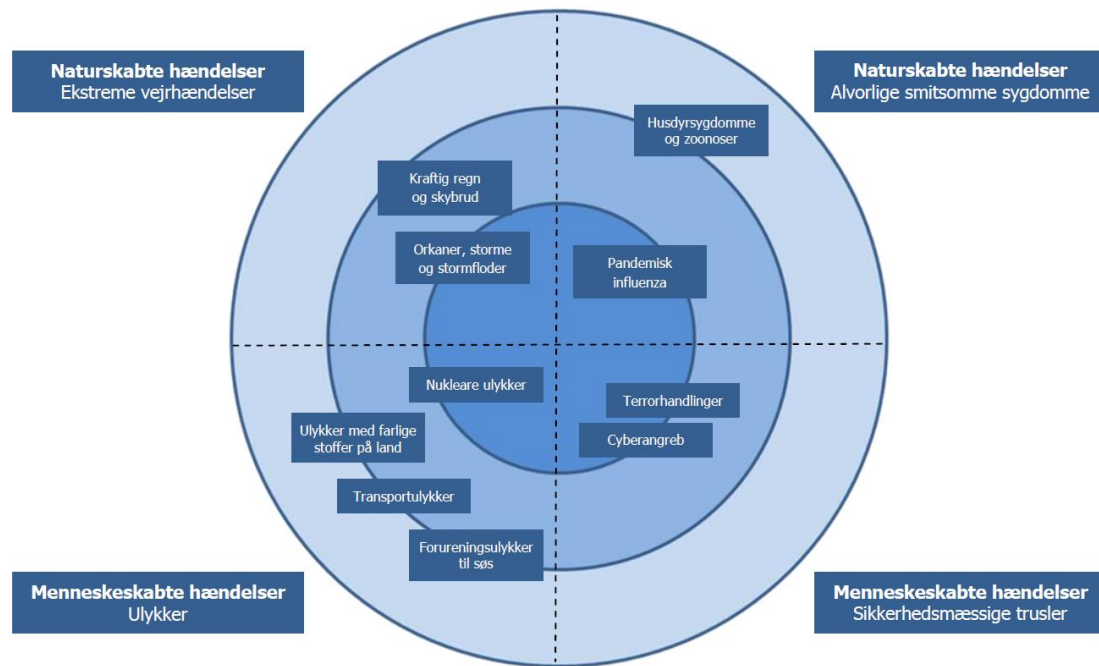 Naturskabte hændelser
Ekstreme vejrhændelser
Naturskabte hændelser
Alvorlige smitsomme sygdomme
Husdyrsygdomme
og zoonoser
Kraftig regn
og skybrud
Orkaner, storme
og stormfloder
Pandemisk
influenza
Nukleare ulykker
Terrorhandlinger
Ulykker med farlige
stoffer på land
Cyberangreb
Transportulykker
Forureningsulykker
til søs
Menneskeskabte hændelser
Ulykker
Menneskeskabte hændelser
Sikkerhedsmæssige trusler